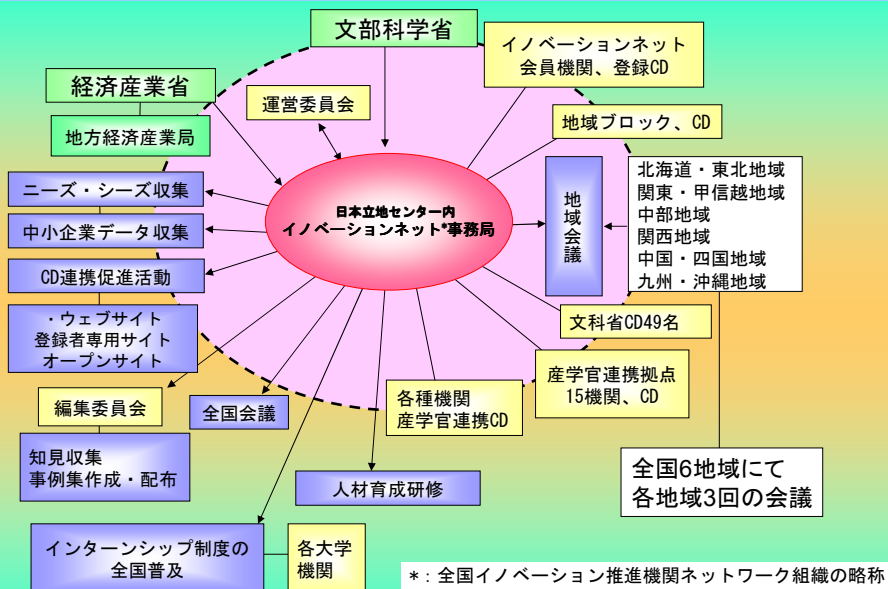 文部科学省
イノベーションネット
会員機関、登録CD
経済産業省
運営委員会
地方経済産業局
地域ブロック、CD
ニーズ・シーズ収集
中小企業データ収集
CD連携促進活動
・ウェブサイト
登録者専用サイト
オープンサイト
日本立地センター内
イノベーションネット*事務局
地域会議
北海道・東北地域
関東・甲信越地域
中部地域
関西地域
中国・四国地域
九州・沖縄地域
文科省CD49名
産学官連携拠点
15機関、CD
各種機関
産学官連携CD
編集委員会
全国会議
知見収集
事例集作成・配布
人材育成研修
全国6地域にて
各地域3回の会議
インターンシップ制度の
全国普及
各大学
機関
*:全国イノベーション推進機関ネットワーク組織の略称